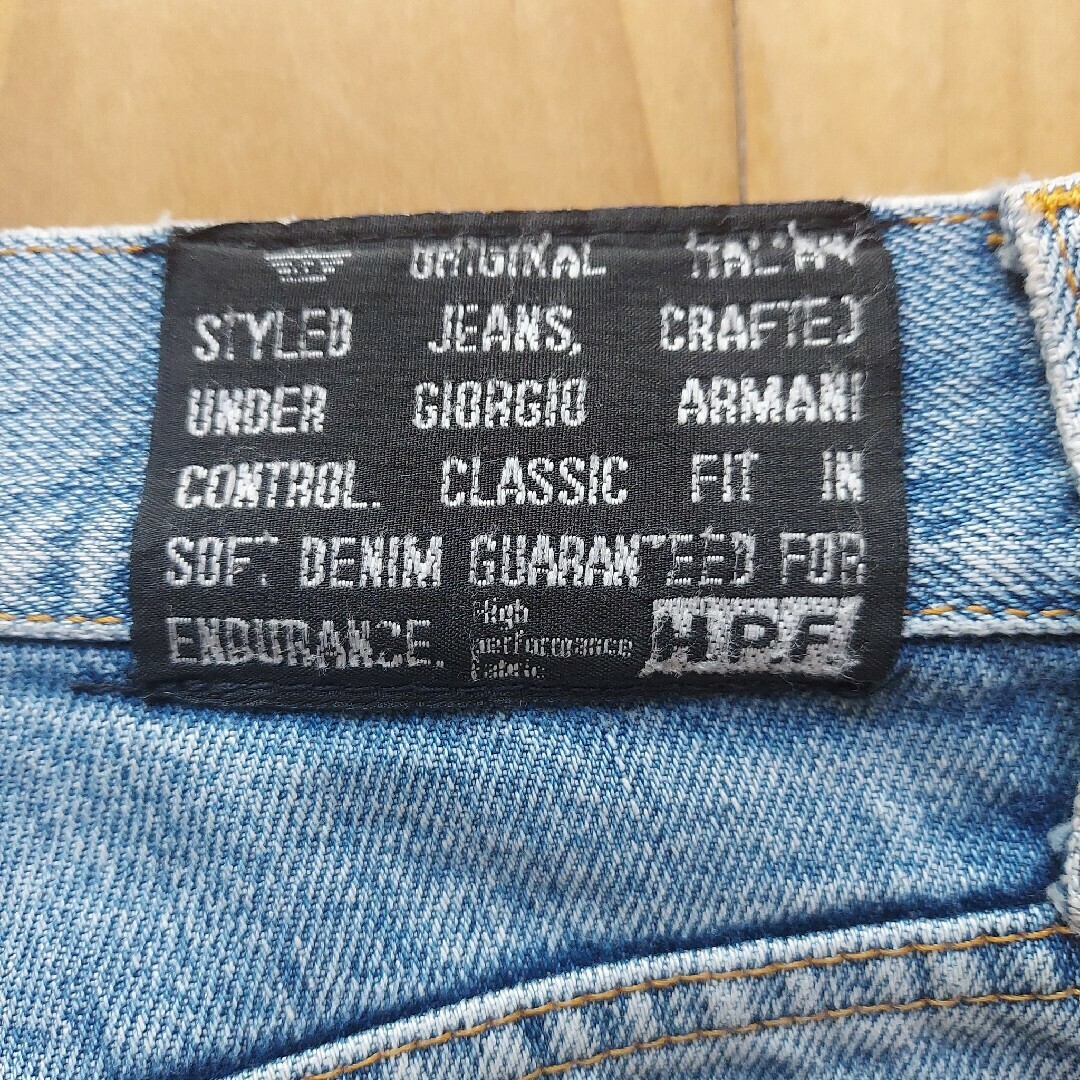 ORIGINAL ITALIAN
STYLED JEANS, CRAFTED
UNDER GIORGIO ARMANI
CONTROL. CLASSIC FIT IN
SOFT DENIM GUARANTEED FOR
ENDURANCE. High H.P.F.
performance
fabric